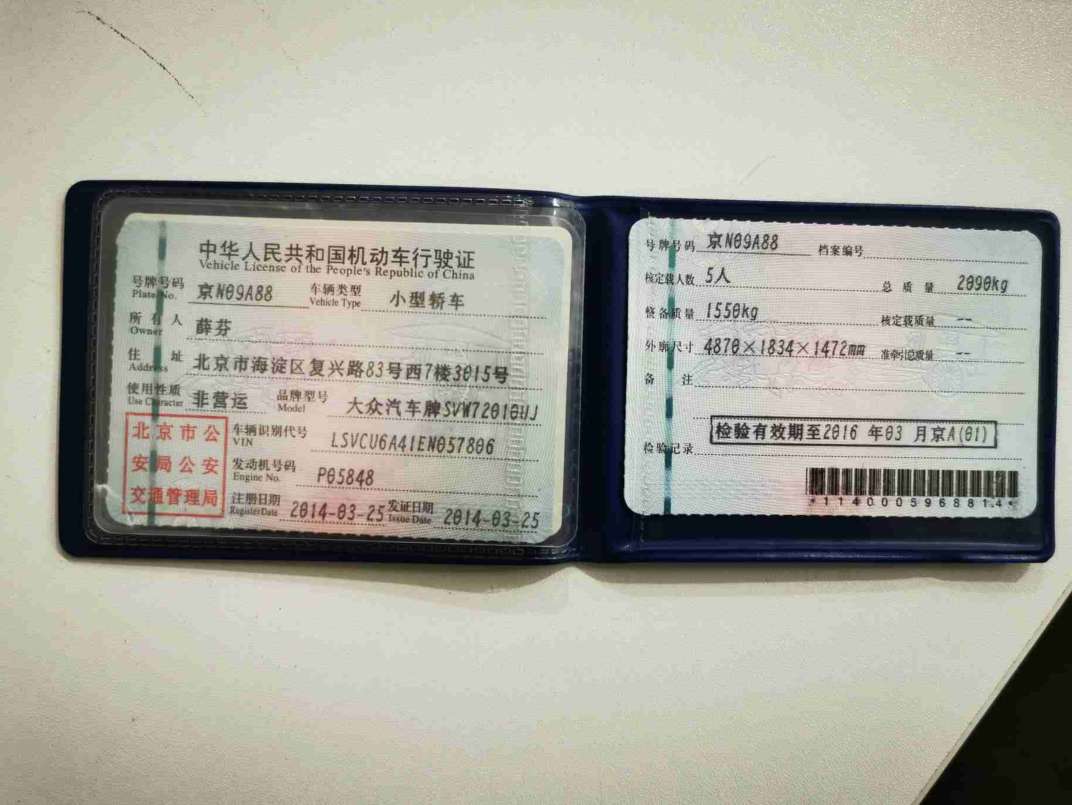 中华人民共和国机动车行驶证
Vehicle License of the People's Republic of China
号牌号码 京N09A88 车辆类型 小型轿车
Plate No. Vehicle Type
所有人 薛芬
Owner
住址 北京市海淀区复兴路83号西7楼3015号
Address
使用性质 非营运 品牌型号 大众汽车牌SVW72010UJ
Use Character Model
北京市公安局公安交通管理局
车辆识别代号 LSVCU6A41EN057806
VIN
发动机号码 P05848
Engine No.
注册日期 2014-03-25 发证日期 2014-03-25
Register Date Issue Date
号牌号码 京N09A88 档案编号
核定载人数 5人 总质量 2090kg
整备质量 1550kg 核定载质量 --
外廓尺寸 4870×1834×1472mm 准牵引总质量 --
备注
检验记录 检验有效期至2016 年03 月京A(01)
*1140005968814*